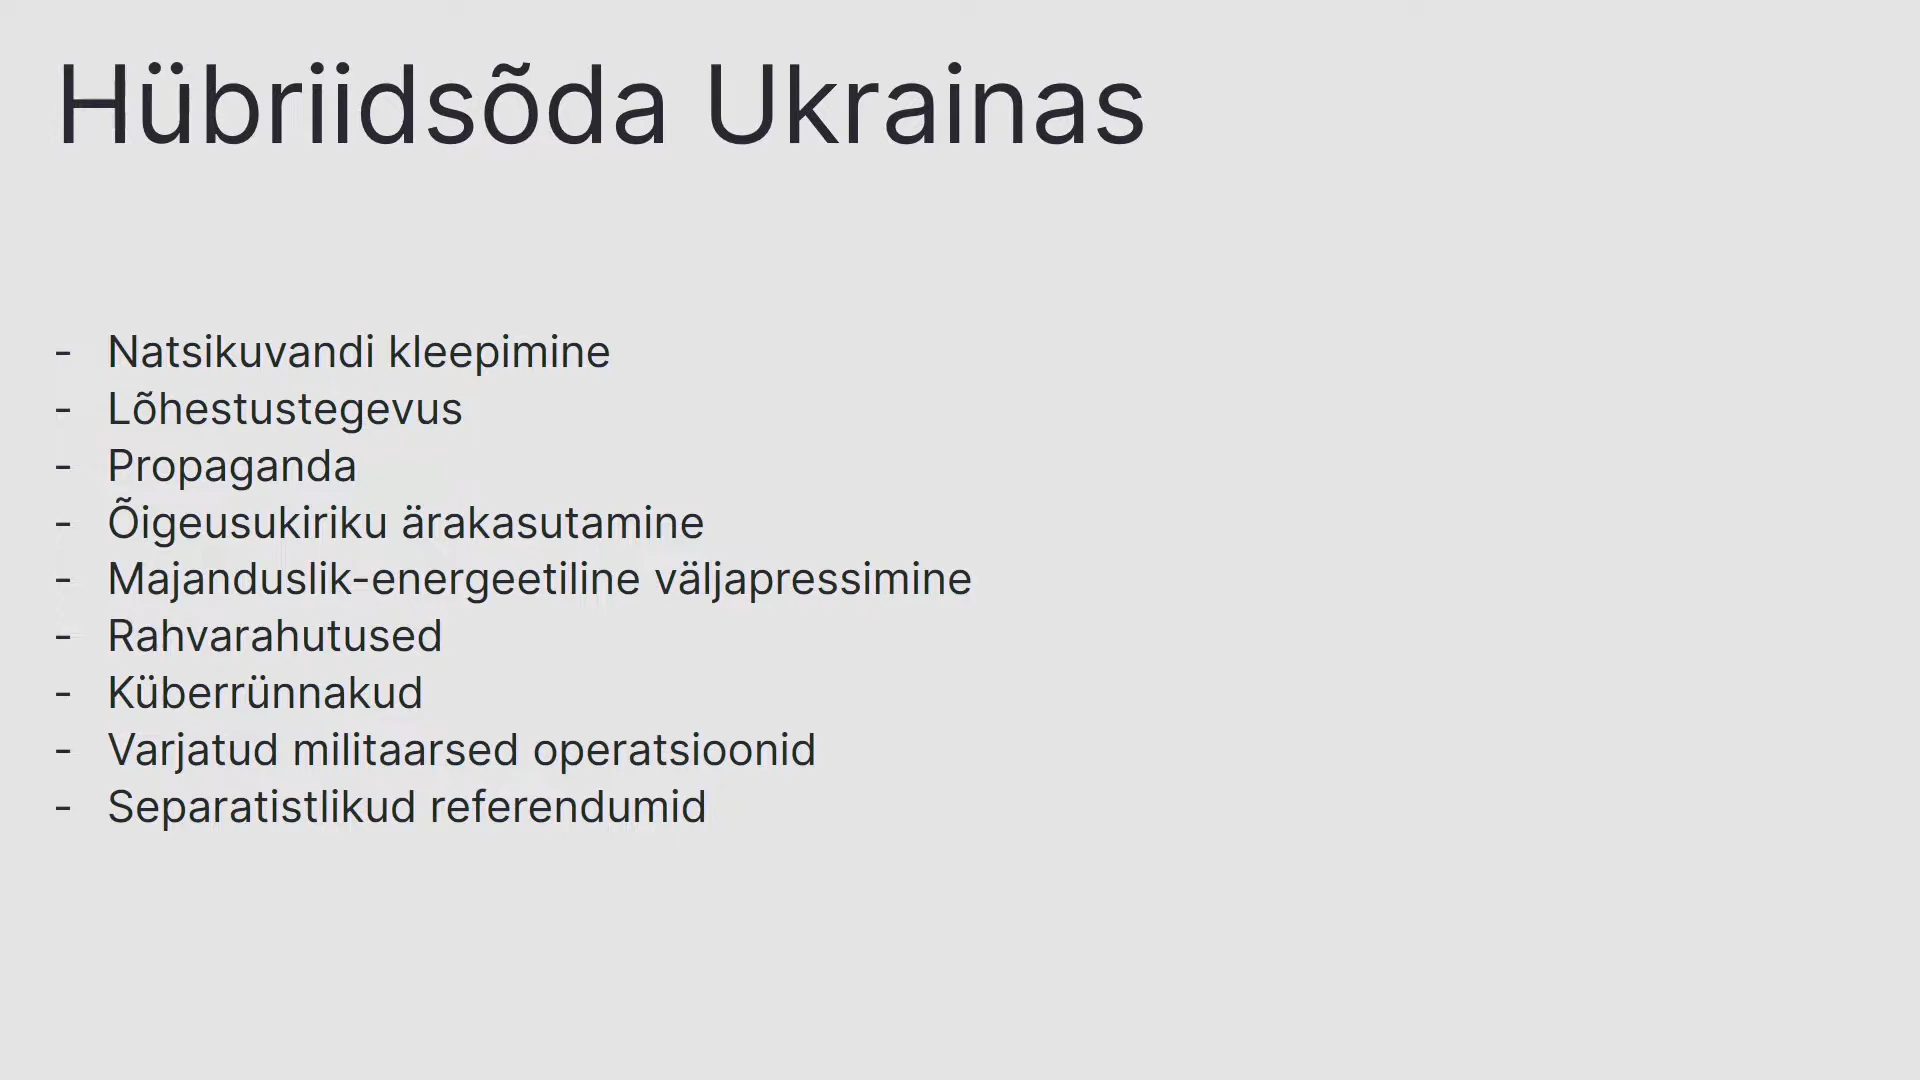 Hübriidsõda Ukrainas
- Natsikuvandi kleepimine
- Lõhestustegevus
- Propaganda
- Õigeusukiriku ärakasutamine
- Majanduslik-energeetiline väljapressimine
- Rahvarahutused
- Küberrünnakud
- Varjatud militaarsed operatsioonid
- Separatistlikud referendumid